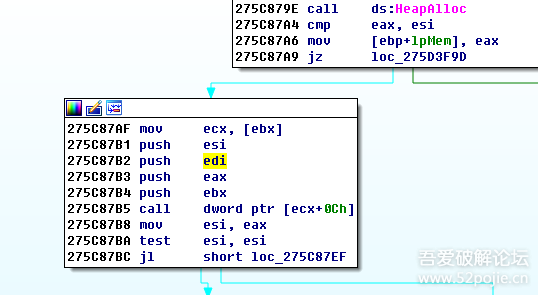 275C879E call ds:HeapAlloc
275C87A4 cmp eax, esi
275C87A6 mov [ebp+lpMem], eax
275C87A9 jz loc_275D3F9D
275C87AF mov ecx, [ebx]
275C87B1 push esi
275C87B2 push edi
275C87B3 push eax
275C87B4 push ebx
275C87B5 call dword ptr [ecx+0Ch]
275C87B8 mov esi, eax
275C87BA test esi, esi
275C87BC jl short loc_275C87EF
吾爱破解论坛
www.52pojie.cn